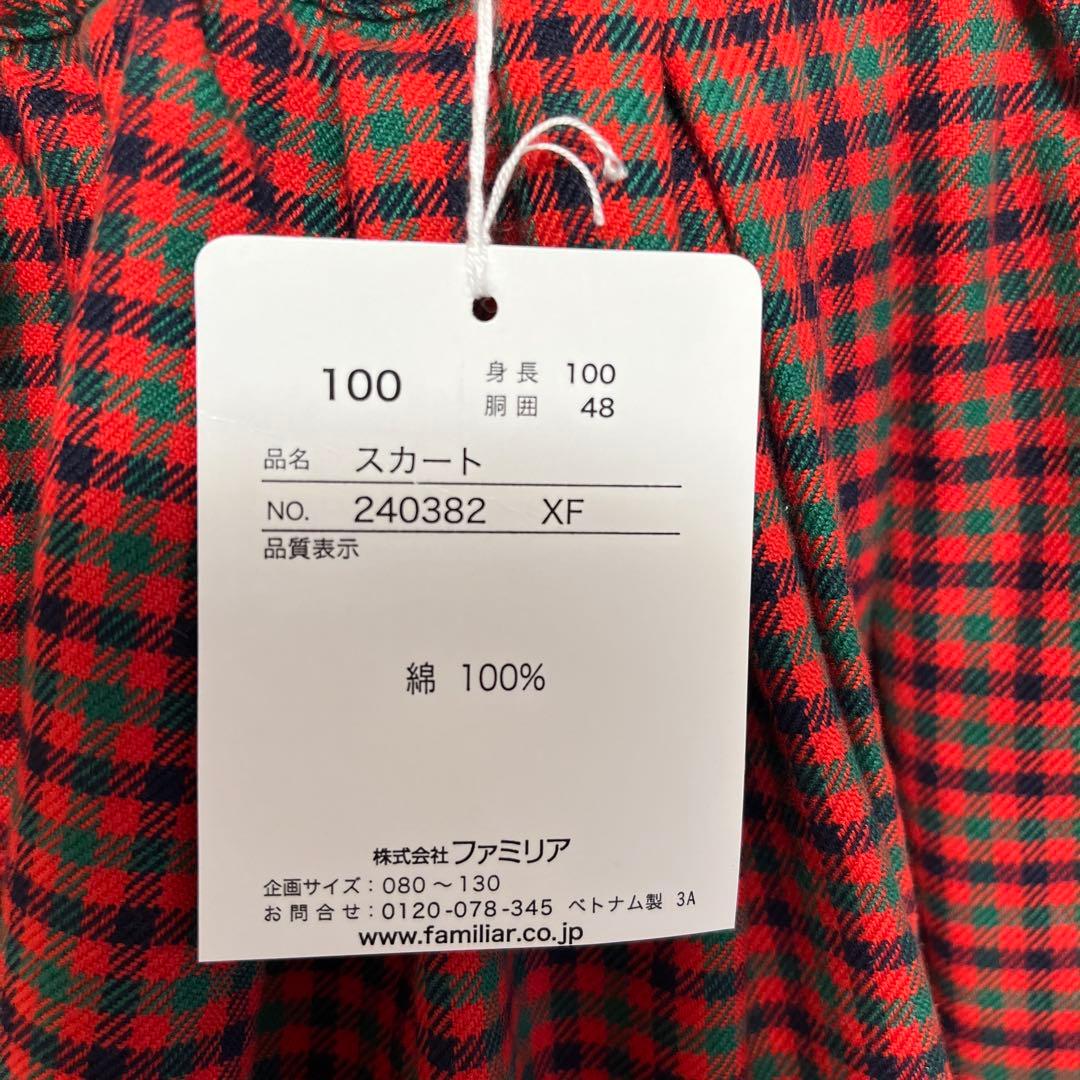 100 身長 100
胴囲 48
品名 スカート
NO. 240382 XF
品質表示
綿 100%
株式会社ファミリア
企画サイズ：080～130
お問合せ：0120-078-345 ベトナム製 3A
www.familiar.co.jp